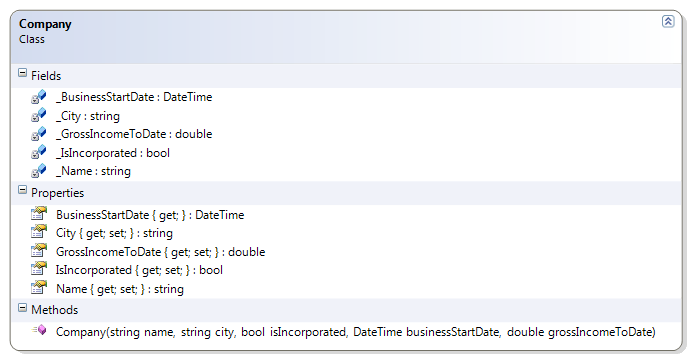 Company
Class
Fields
_BusinessStartDate : DateTime
_City : string
_GrossIncomeToDate : double
_IsIncorporated : bool
_Name : string
Properties
BusinessStartDate { get; } : DateTime
City { get; set; } : string
GrossIncomeToDate { get; set; } : double
IsIncorporated { get; set; } : bool
Name { get; set; } : string
Methods
Company(string name, string city, bool isIncorporated, DateTime businessStartDate, double grossIncomeToDate)